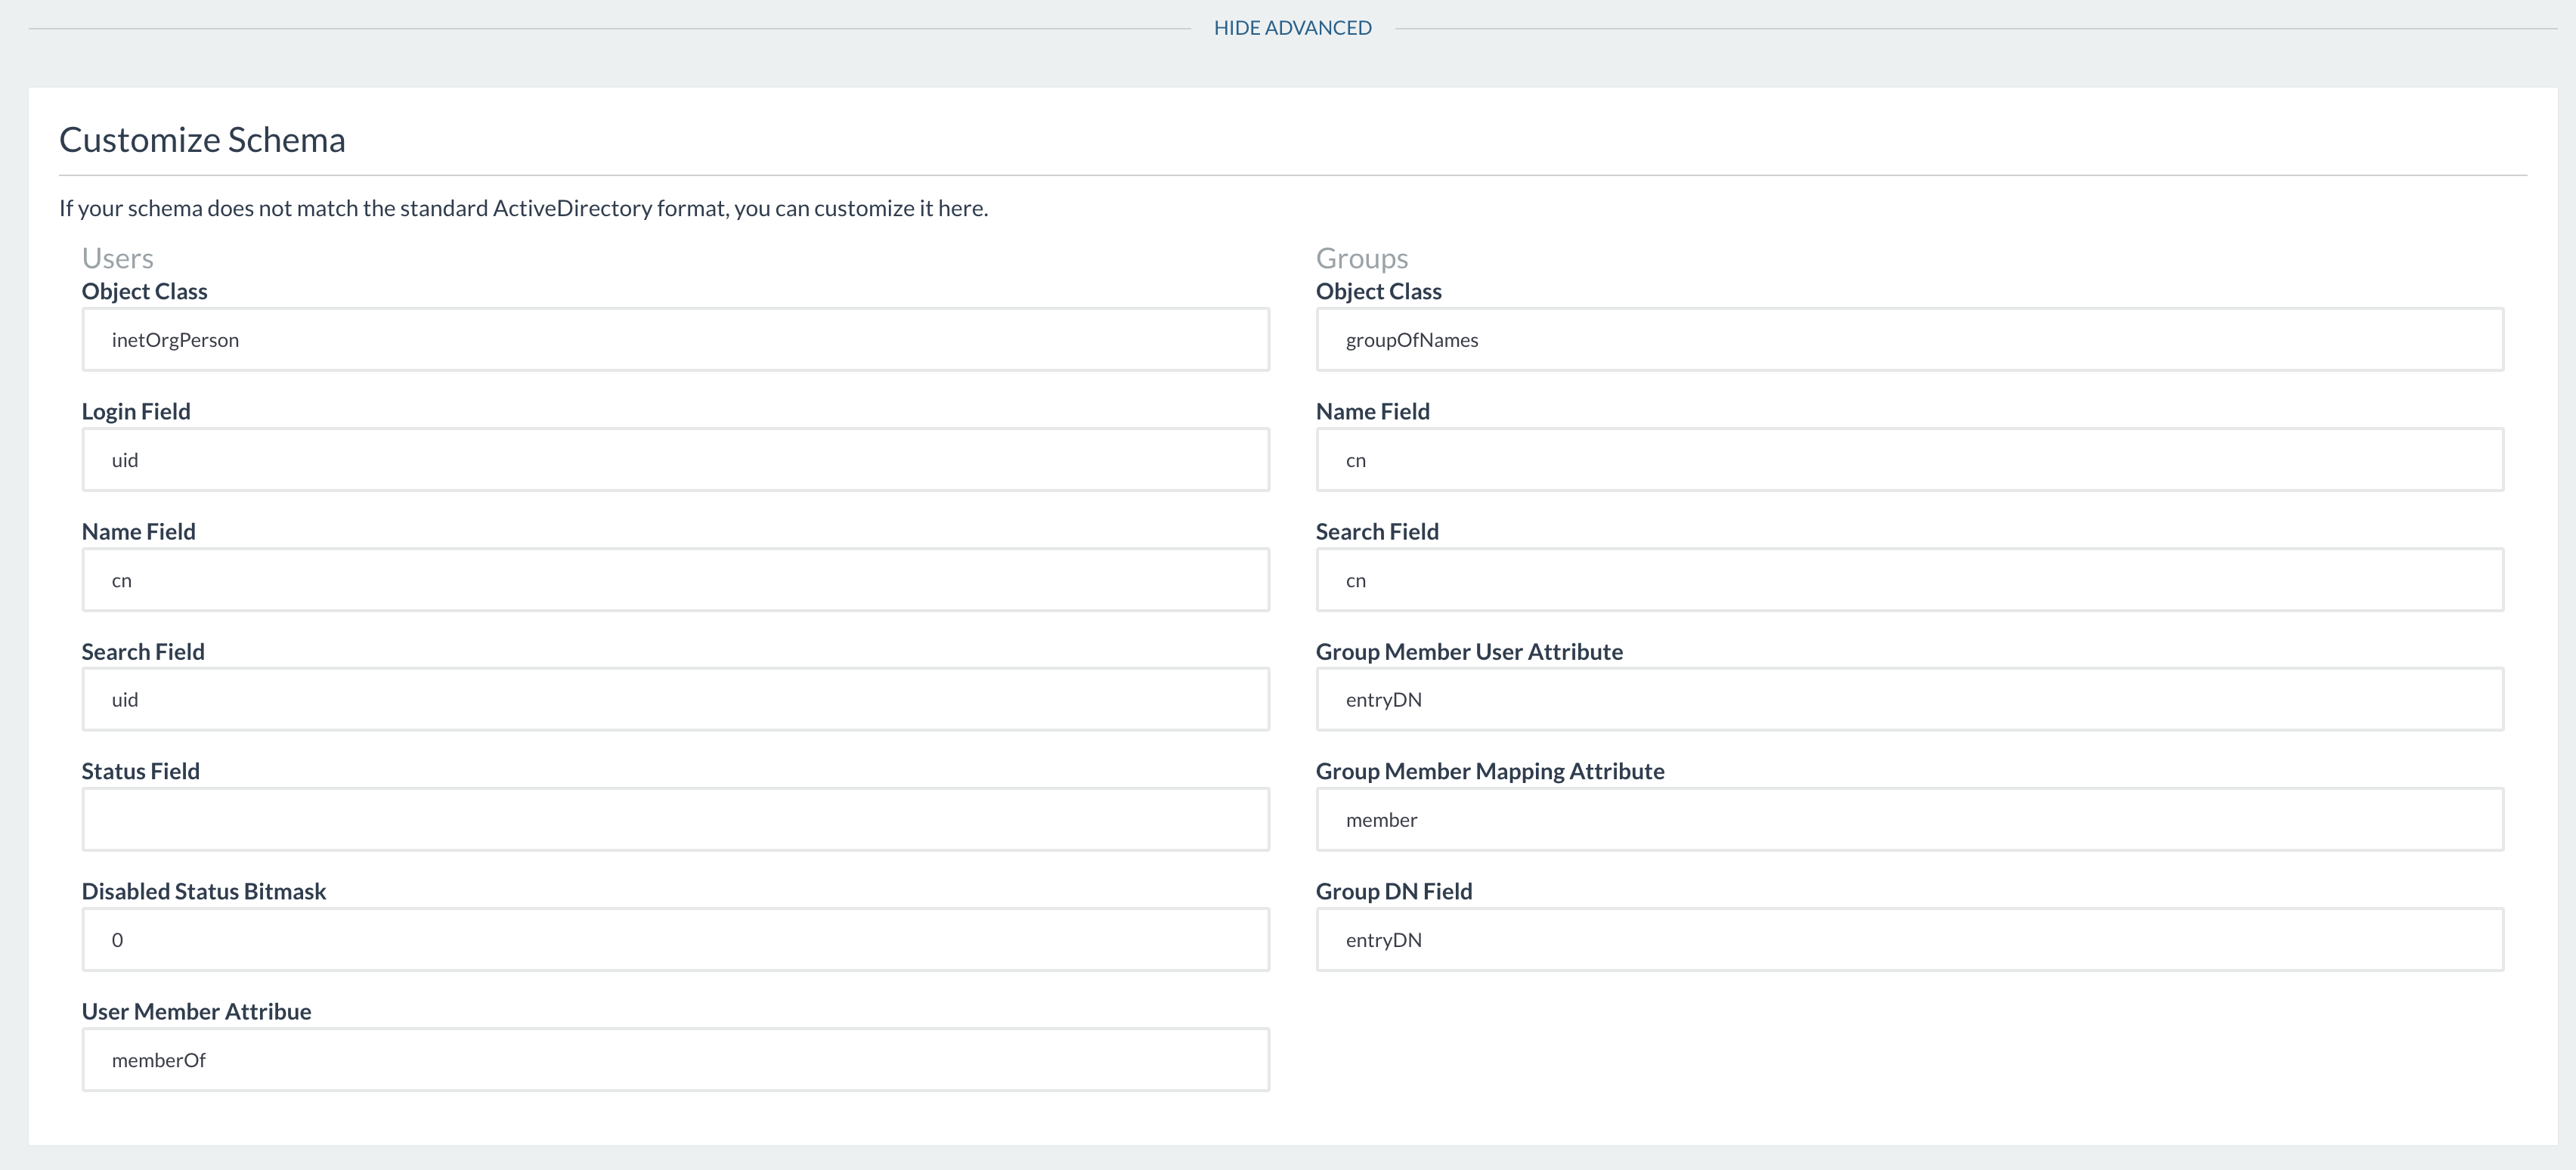 HIDE ADVANCED
Customize Schema
If your schema does not match the standard ActiveDirectory format, you can customize it here.
Users
Object Class
inetOrgPerson
Login Field
uid
Name Field
cn
Search Field
uid
Status Field
Disabled Status Bitmask
0
User Member Attribue
memberOf
Groups
Object Class
groupOfNames
Name Field
cn
Search Field
cn
Group Member User Attribute
entryDN
Group Member Mapping Attribute
member
Group DN Field
entryDN